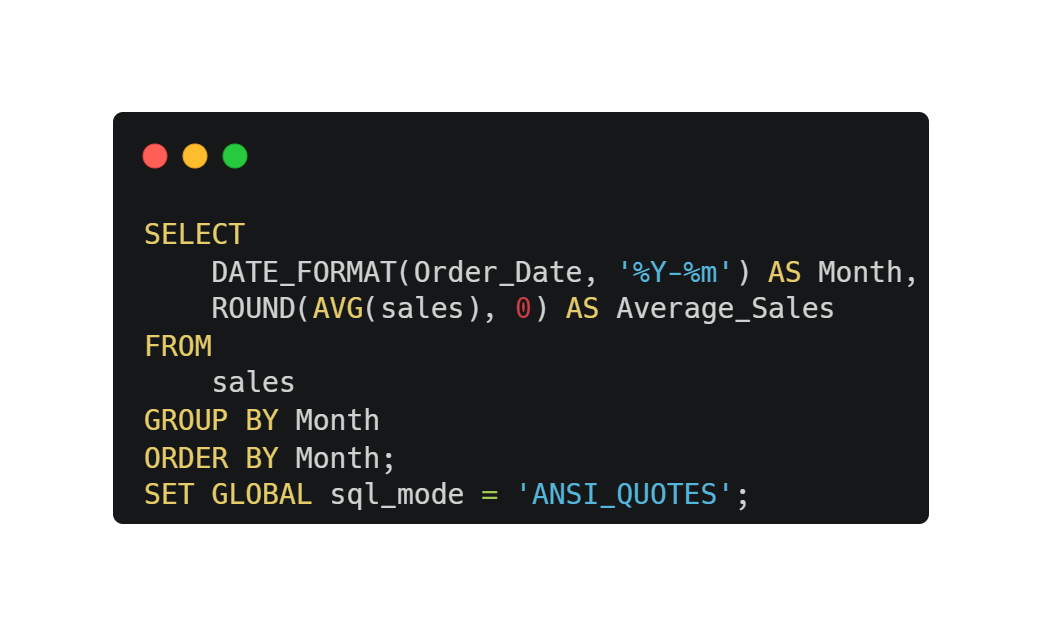 SELECT
    DATE_FORMAT(Order_Date, '%Y-%m') AS Month,
    ROUND(AVG(sales), 0) AS Average_Sales
FROM
    sales
GROUP BY Month
ORDER BY Month;
SET GLOBAL sql_mode = 'ANSI_QUOTES';